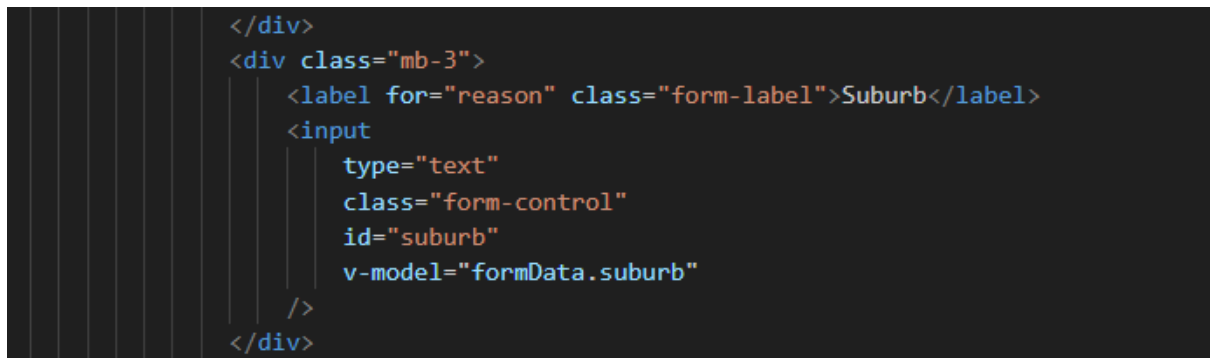 </div>
<div class="mb-3">
<label for="reason" class="form-label">Suburb</label>
<input
type="text"
class="form-control"
id="suburb"
v-model="formData.suburb"
/>
</div>